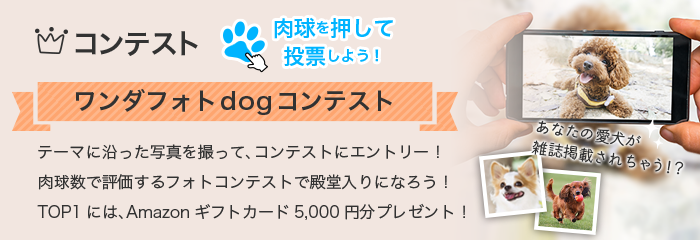 コンテスト
肉球を押して
投票しよう！
ワンダフォトdogコンテスト
テーマに沿った写真を撮って、コンテストにエントリー！
肉球数で評価するフォトコンテストで殿堂入りになろう！
TOP1 には、Amazon ギフトカード 5,000 円分プレゼント！
あなたの愛犬が
雑誌掲載されちゃう!?